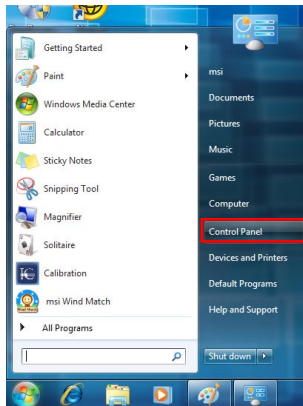 Getting Started
Paint
Windows Media Center
Calculator
Sticky Notes
Snipping Tool
Magnifier
Solitaire
Calibration
msi Wind Match
All Programs
msi
Documents
Pictures
Music
Games
Computer
Control Panel
Devices and Printers
Default Programs
Help and Support
Shut down